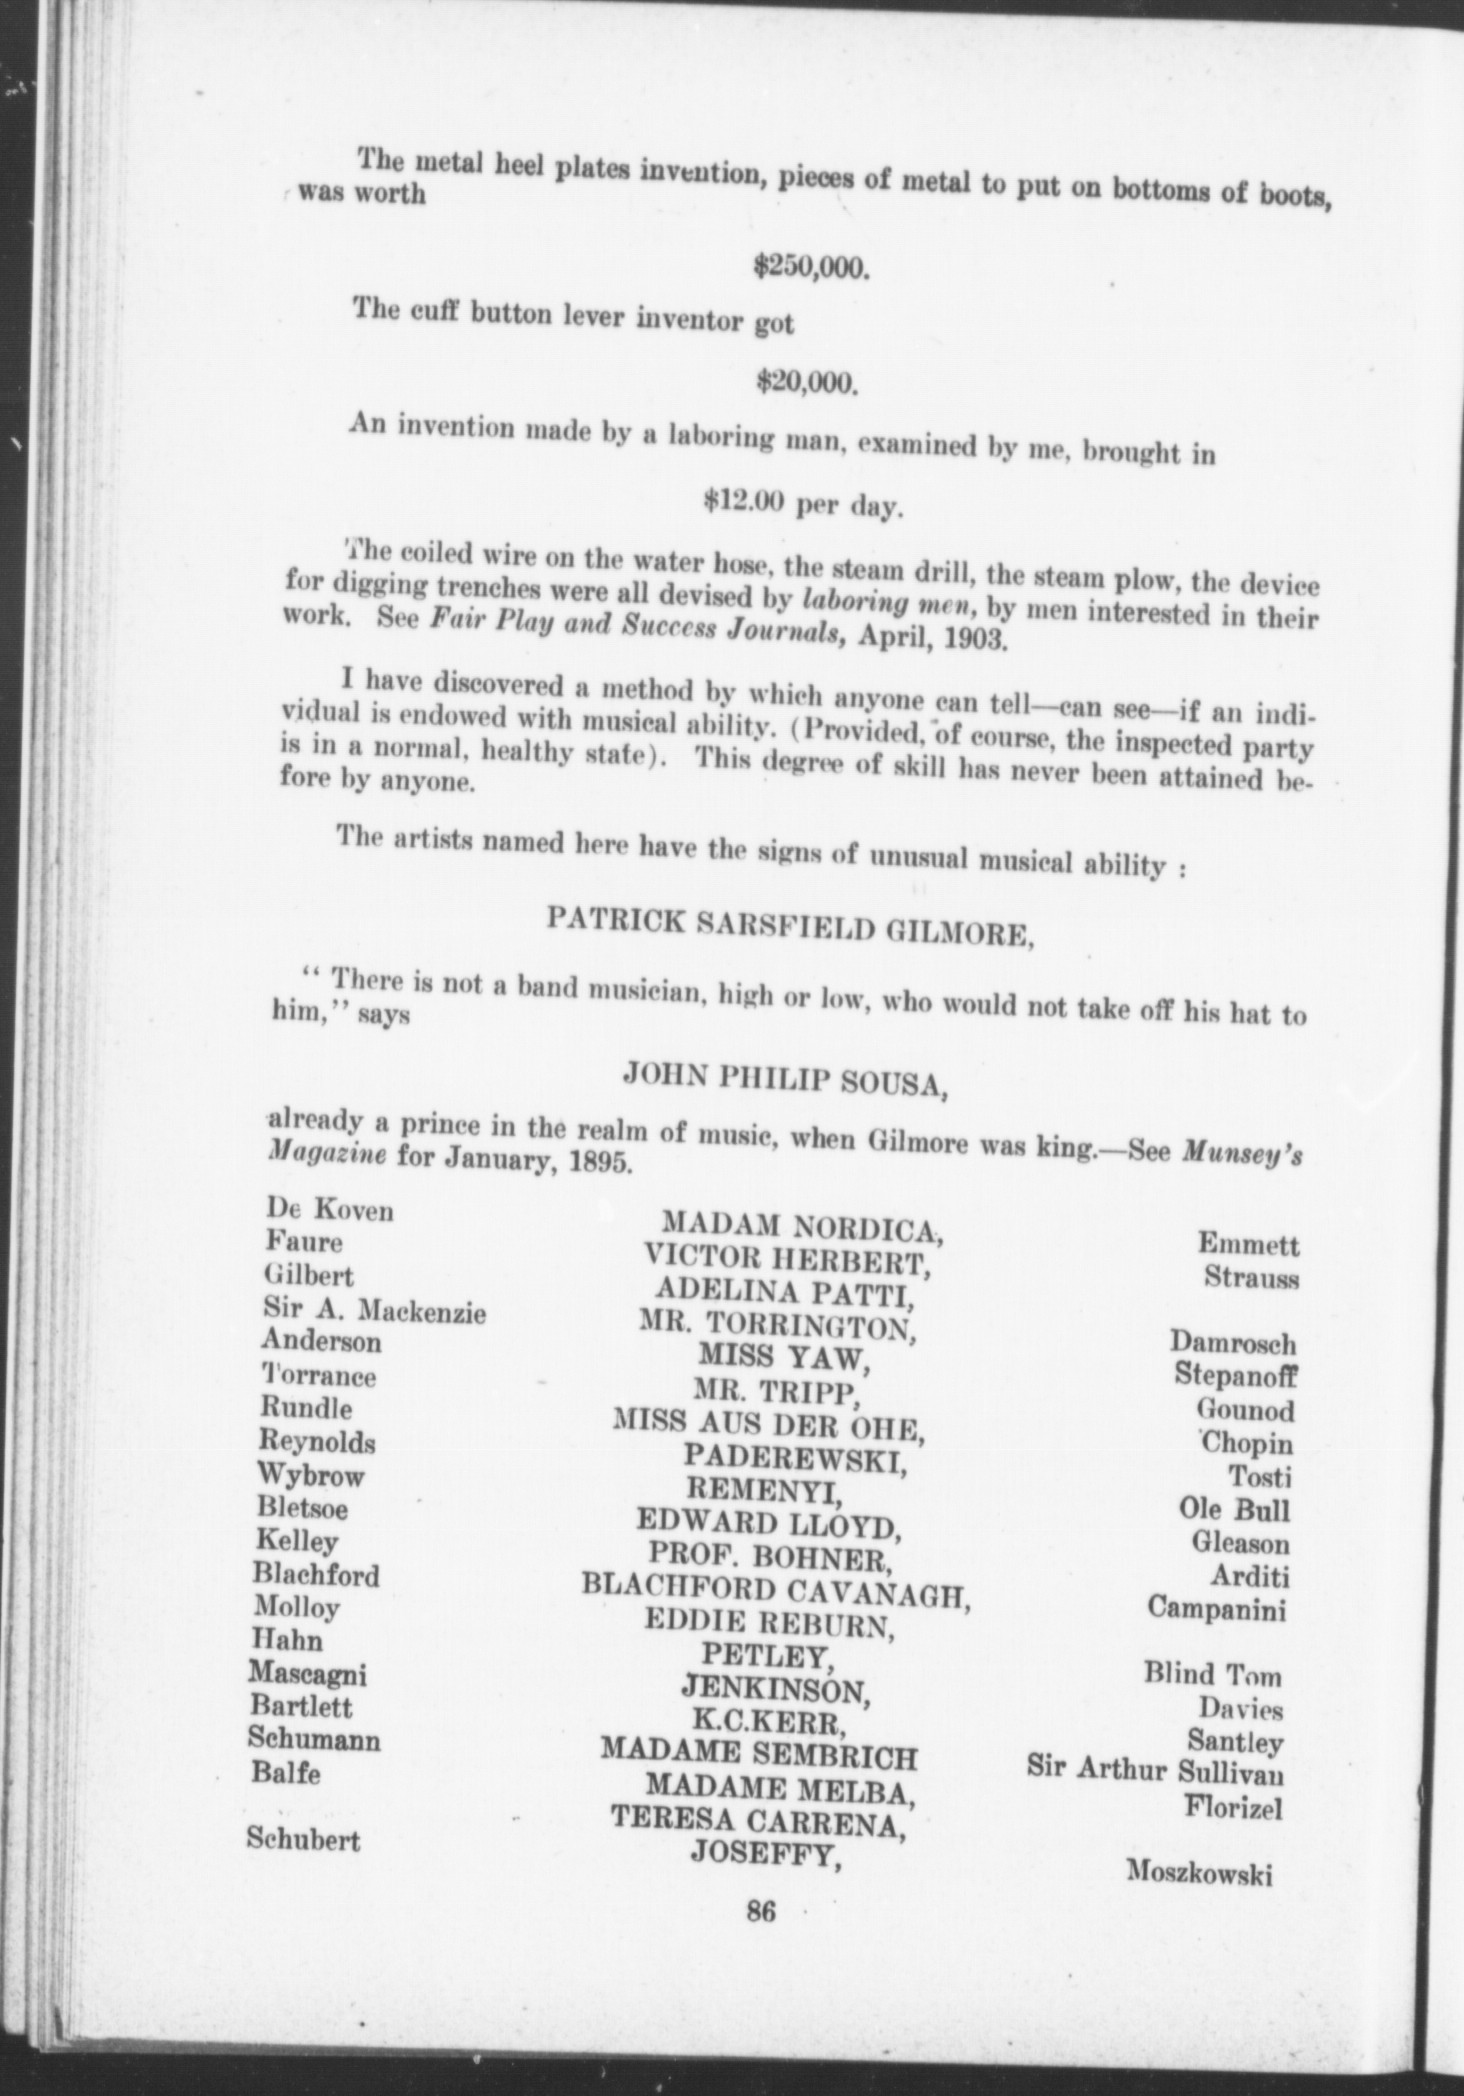 The metal heel plates invention, pieces of metal to put on bottoms of boots,
was worth
$250,000.
The cuff button lever inventor got
$20,000.
An invention made by a laboring man, examined by me, brought in
$12.00 per day.
The coiled wire on the water hose, the steam drill, the steam plow, the device
for digging trenches were all devised by laboring men, by men interested in their
work. See Fair Play and Success Journals, April, 1903.
I have discovered a method by which anyone can tell—can see—if an indi-
vidual is endowed with musical ability. (Provided, of course, the inspected party
is in a normal, healthy state). This degree of skill has never been attained be-
fore by anyone.
The artists named here have the signs of unusual musical ability :
PATRICK SARSFIELD GILMORE,
“ There is not a band musician, high or low, who would not take off his hat to
him,” says
JOHN PHILIP SOUSA,
already a prince in the realm of music, when Gilmore was king.—See Munsey's
Magazine for January, 1895.
De Koven
Faure
Gilbert
Sir A. Mackenzie
Anderson
Torrance
Rundle
Reynolds
Wybrow
Bletsoe
Kelley
Blachford
Molloy
Hahn
Mascagni
Bartlett
Schumann
Balfe
Schubert
MADAM NORDICA,
VICTOR HERBERT,
ADELINA PATTI,
MR. TORRINGTON,
MISS YAW,
MR. TRIPP,
MISS AUS DER OHE,
PADEREWSKI,
REMENYI,
EDWARD LLOYD,
PROF. BOHNER,
BLACHFORD CAVANAGH,
EDDIE REBURN,
PETLEY,
JENKINSON,
K.C.KERR,
MADAME SEMBRICH
MADAME MELBA,
TERESA CARRENA,
JOSEFFY,
Emmett
Strauss
Damrosch
Stepanoff
Gounod
Chopin
Tosti
Ole Bull
Gleason
Arditi
Campanini
Blind Tom
Davies
Santley
Sir Arthur Sullivan
Florizel
Moszkowski
86